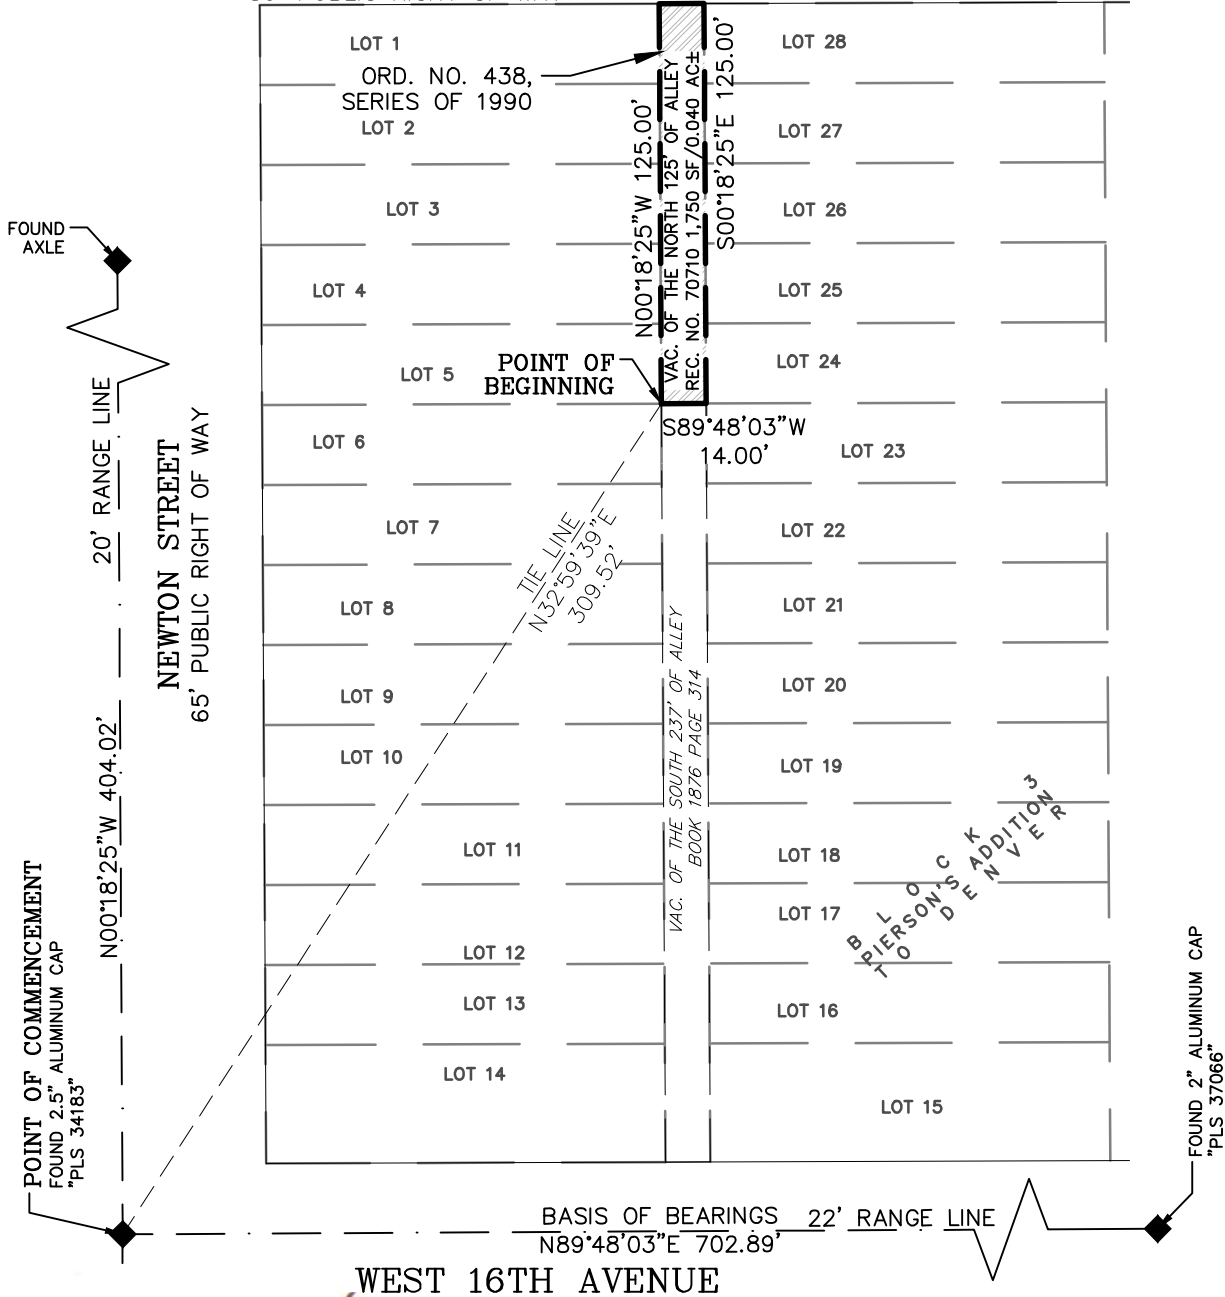 LOT 1
LOT 28
ORD. NO. 438,
SERIES OF 1990
LOT 2
LOT 27
LOT 3
LOT 26
N00°18'25"W 125.00'
VAC. OF THE NORTH 125' OF ALLEY
REC. NO. 70710 1,750 SF/0.040 AC±
S00°18'25"E 125.00'
FOUND
AXLE
LOT 4
LOT 25
LOT 5
LOT 24
POINT OF
BEGINNING
S89°48'03"W
14.00'
LOT 6
LOT 23
20' RANGE LINE
NEWTON STREET
65' PUBLIC RIGHT OF WAY
LOT 7
LOT 22
TIE LINE
N32°59'39"E
309.52'
LOT 8
LOT 21
LOT 9
LOT 20
VAC. OF THE SOUTH 237' OF ALLEY
BOOK 1876 PAGE 314
LOT 10
LOT 19
N00°18'25"W 404.02'
LOT 11
LOT 18
BLOCK 3
PIERSON'S ADDITION
TO DENVER
LOT 17
LOT 12
LOT 13
LOT 16
LOT 14
LOT 15
POINT OF COMMENCEMENT
FOUND 2.5" ALUMINUM CAP
"PLS 34183"
FOUND 2" ALUMINUM CAP
"PLS 37066"
BASIS OF BEARINGS 22' RANGE LINE
N89°48'03"E 702.89'
WEST 16TH AVENUE